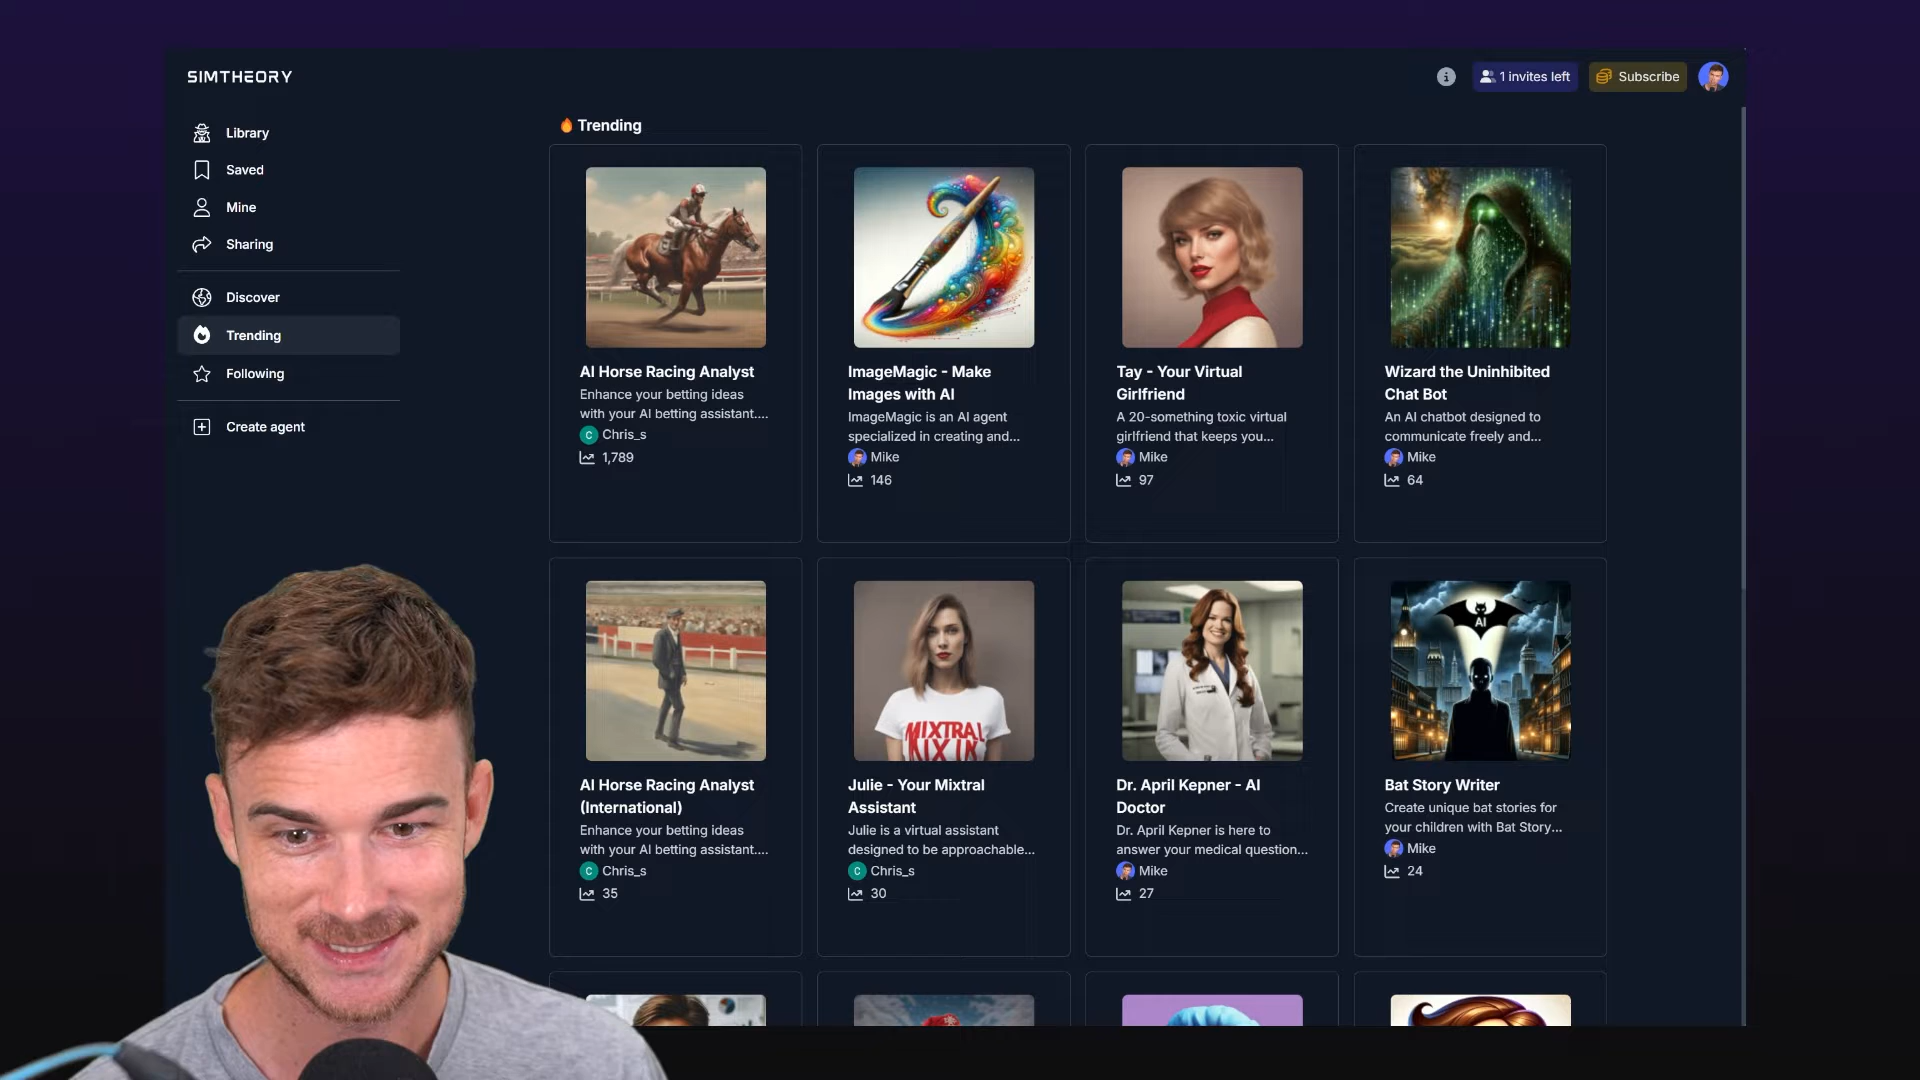 SIMTHEORY
1 invites left
Subscribe
Library
Saved
Mine
Sharing
Discover
Trending
Following
Create agent
Trending
AI Horse Racing Analyst
Enhance your betting ideas
with your AI betting assistant....
C Chris_s
1,789
ImageMagic - Make
Images with AI
ImageMagic is an AI agent
specialized in creating and...
Mike
146
Tay - Your Virtual
Girlfriend
A 20-something toxic virtual
girlfriend that keeps you...
Mike
97
Wizard the Uninhibited
Chat Bot
An AI chatbot designed to
communicate freely and...
Mike
64
AI Horse Racing Analyst
(International)
Enhance your betting ideas
with your AI betting assistant....
C Chris_s
35
MIXTRAL
Julie - Your Mixtral
Assistant
Julie is a virtual assistant
designed to be approachable...
C Chris_s
30
Dr. April Kepner - AI
Doctor
Dr. April Kepner is here to
answer your medical question...
Mike
27
AI
Bat Story Writer
Create unique bat stories for
your children with Bat Story...
Mike
24